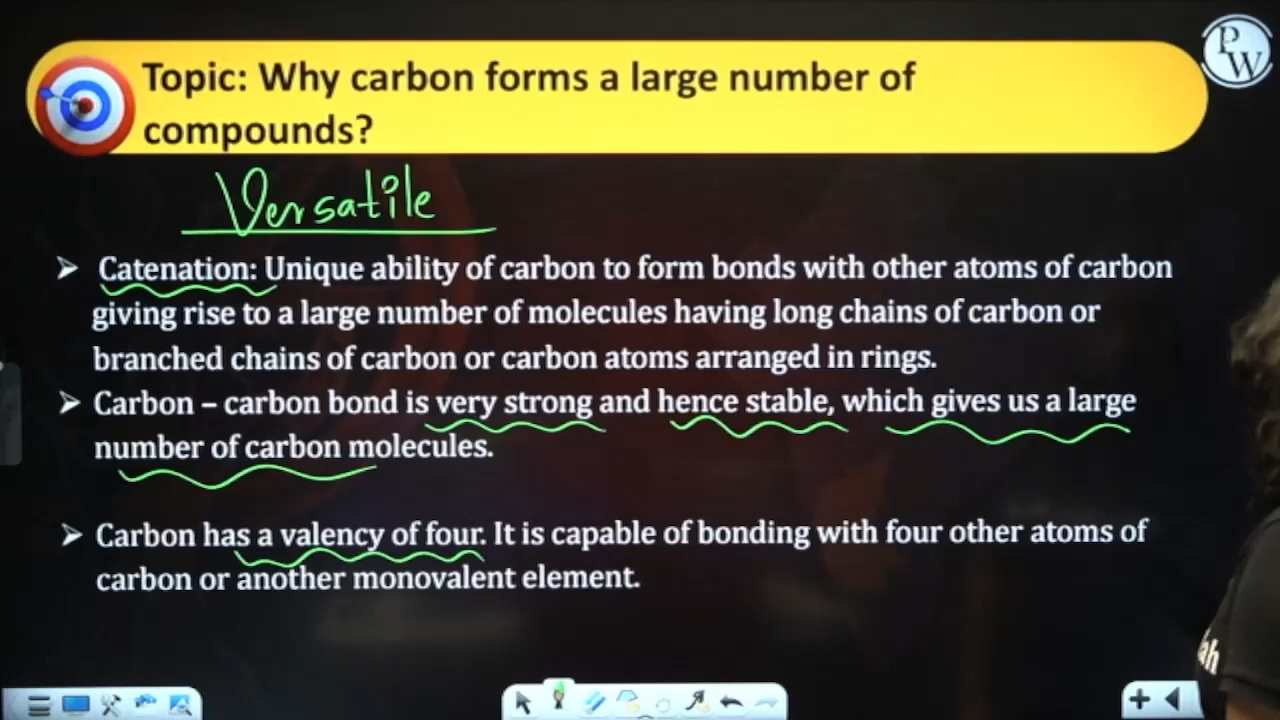 Topic: Why carbon forms a large number of
compounds?
PW
Versatile
➤ Catenation: Unique ability of carbon to form bonds with other atoms of carbon
giving rise to a large number of molecules having long chains of carbon or
branched chains of carbon or carbon atoms arranged in rings.
➤ Carbon – carbon bond is very strong and hence stable, which gives us a large
number of carbon molecules.
➤ Carbon has a valency of four. It is capable of bonding with four other atoms of
carbon or another monovalent element.